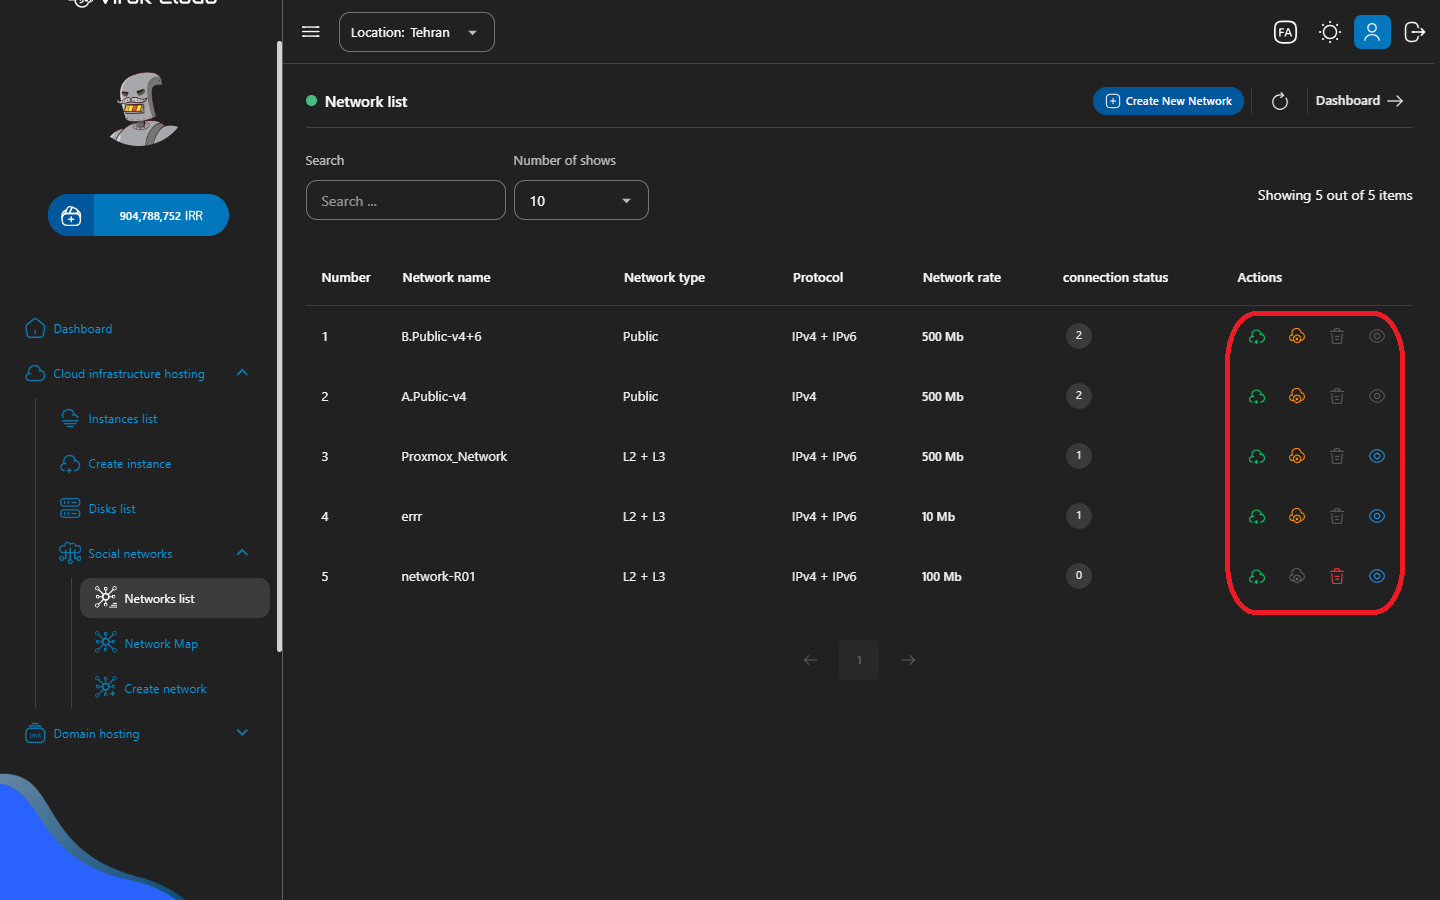 Location: Tehran
FA
Network list
Create New Network
Dashboard
Search
Number of shows
Search ...
10
Showing 5 out of 5 items
904,788,752 IRR
Dashboard
Cloud infrastructure hosting
Instances list
Create instance
Disks list
Social networks
Networks list
Network Map
Create network
DNS
Domain hosting
Number Network name Network type Protocol Network rate connection status Actions
1 B.Public-v4+6 Public IPv4 + IPv6 500 Mb 2
2 A.Public-v4 Public IPv4 500 Mb 2
3 Proxmox_Network L2 + L3 IPv4 + IPv6 500 Mb 1
4 errr L2 + L3 IPv4 + IPv6 10 Mb 1
5 network-R01 L2 + L3 IPv4 + IPv6 100 Mb 0
1